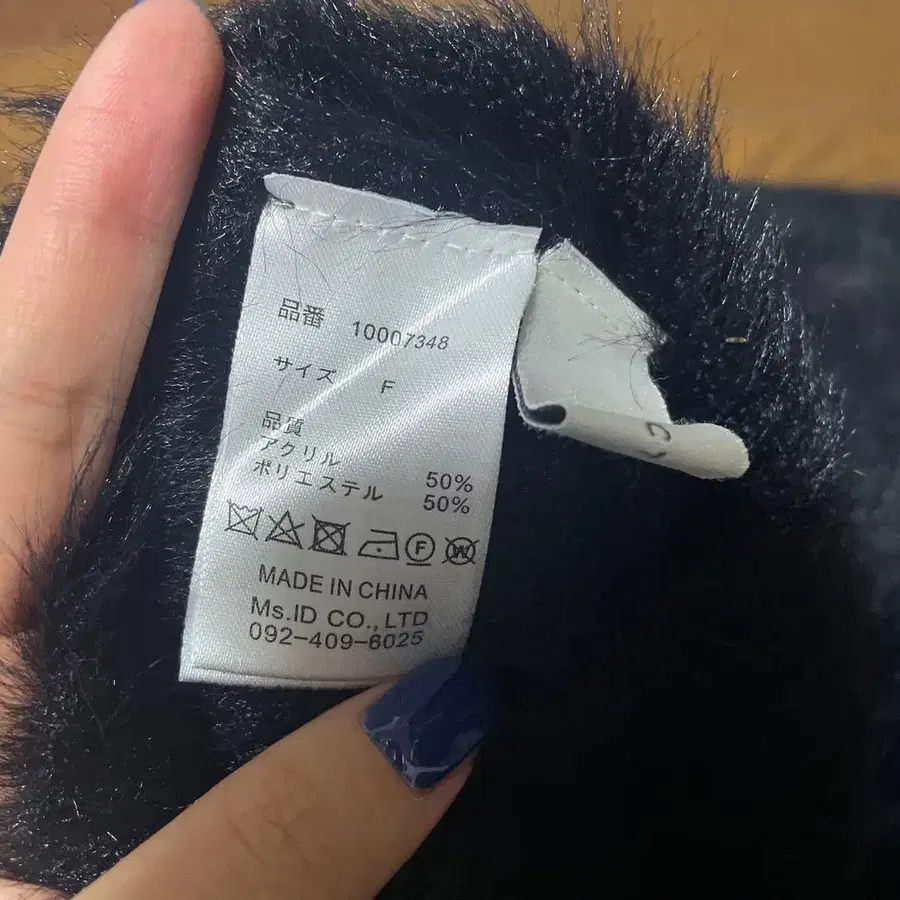 品番 10007348
サイズ F
品質
アクリル 50%
ポリエステル 50%
MADE IN CHINA
Ms.ID CO.,LTD
092-409-6025